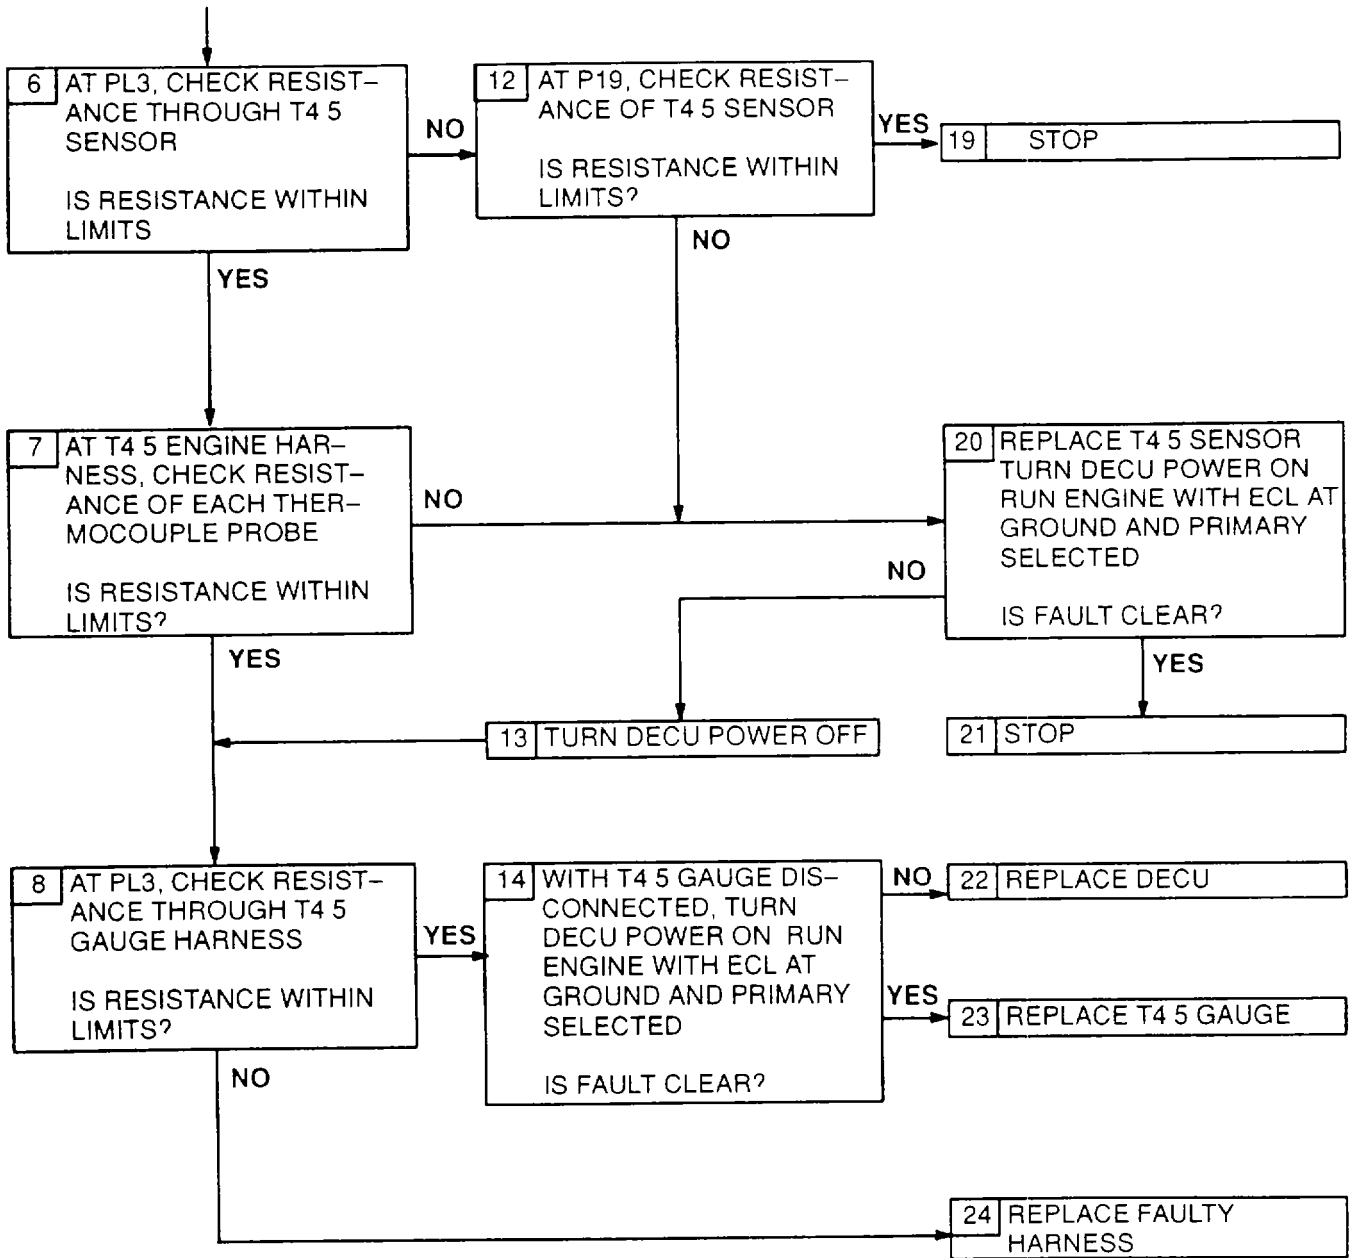 6 AT PL3, CHECK RESIST–
ANCE THROUGH T4 5
SENSOR
IS RESISTANCE WITHIN
LIMITS
NO
YES
12 AT P19, CHECK RESIST–
ANCE OF T4 5 SENSOR
IS RESISTANCE WITHIN
LIMITS?
YES
NO
19 STOP
7 AT T4 5 ENGINE HAR–
NESS, CHECK RESIST–
ANCE OF EACH THER–
MOCOUPLE PROBE
IS RESISTANCE WITHIN
LIMITS?
NO
YES
20 REPLACE T4 5 SENSOR
TURN DECU POWER ON
RUN ENGINE WITH ECL AT
GROUND AND PRIMARY
SELECTED
IS FAULT CLEAR?
NO
YES
13 TURN DECU POWER OFF
21 STOP
8 AT PL3, CHECK RESIST–
ANCE THROUGH T4 5
GAUGE HARNESS
IS RESISTANCE WITHIN
LIMITS?
YES
NO
14 WITH T4 5 GAUGE DIS–
CONNECTED, TURN
DECU POWER ON RUN
ENGINE WITH ECL AT
GROUND AND PRIMARY
SELECTED
IS FAULT CLEAR?
NO
YES
22 REPLACE DECU
23 REPLACE T4 5 GAUGE
24 REPLACE FAULTY
HARNESS